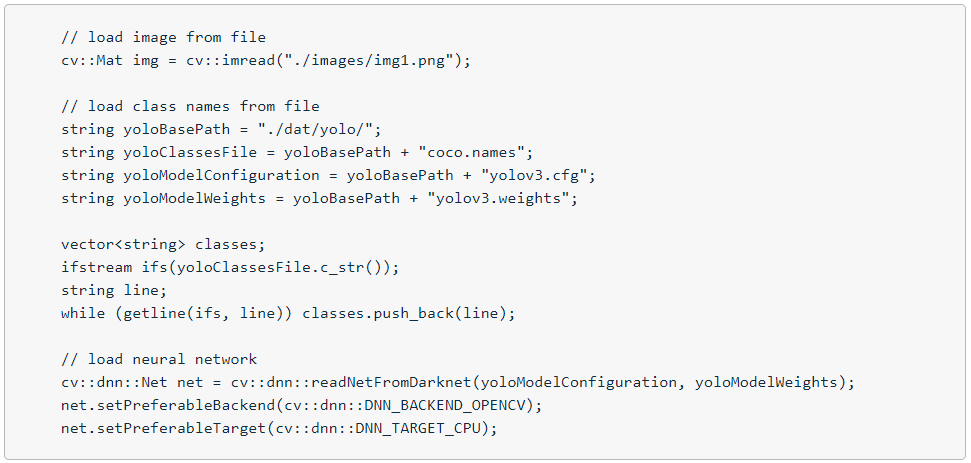 // load image from file
cv::Mat img = cv::imread("./images/img1.png");
// load class names from file
string yoloBasePath = "./dat/yolo/";
string yoloClassesFile = yoloBasePath + "coco.names";
string yoloModelConfiguration = yoloBasePath + "yolov3.cfg";
string yoloModelWeights = yoloBasePath + "yolov3.weights";
vector<string> classes;
ifstream ifs(yoloClassesFile.c_str());
string line;
while (getline(ifs, line)) classes.push_back(line);
// load neural network
cv::dnn::Net net = cv::dnn::readNetFromDarknet(yoloModelConfiguration, yoloModelWeights);
net.setPreferableBackend(cv::dnn::DNN_BACKEND_OPENCV);
net.setPreferableTarget(cv::dnn::DNN_TARGET_CPU);